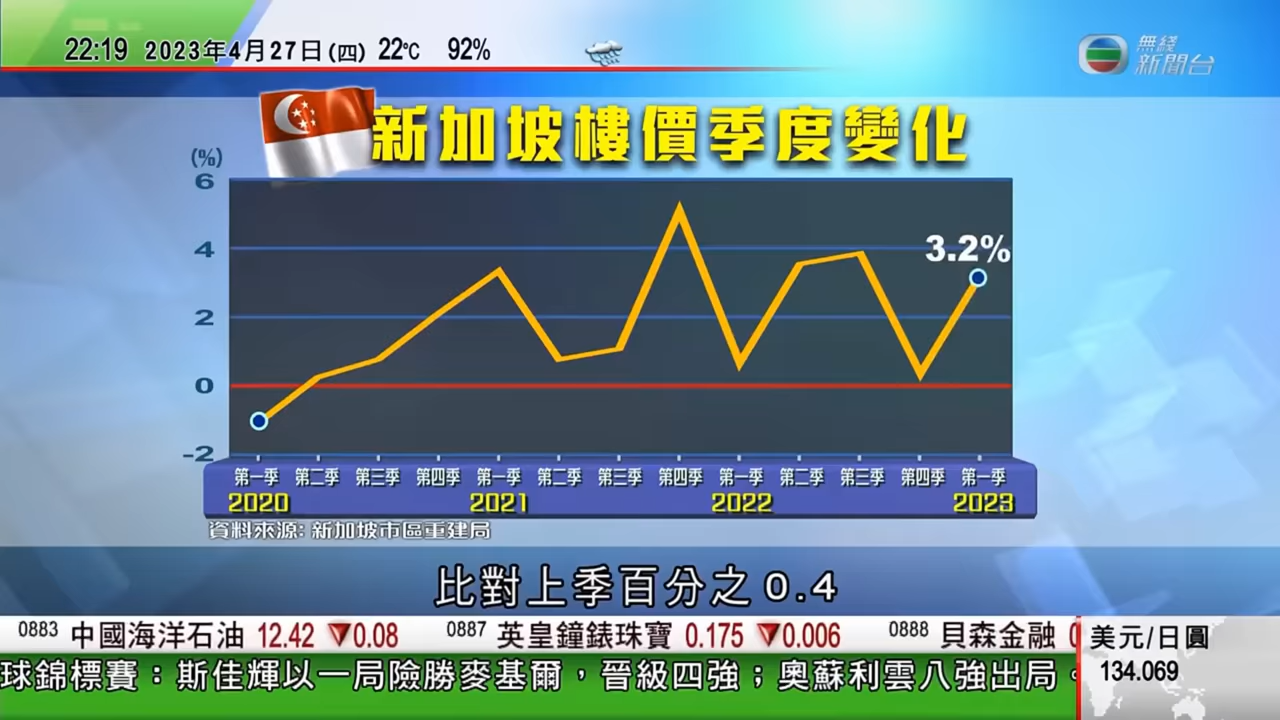 22:19 2023年4月27日(四) 22℃ 92%
無綫
新聞台
新加坡樓價季度變化
(%)
6
4
2
0
-2
3.2%
第一季 第二季 第三季 第四季 第一季 第二季 第三季 第四季 第一季 第二季 第三季 第四季 第一季
2020 2021 2022 2023
資料來源: 新加坡市區重建局
比對上季百分之0.4
0883 中國海洋石油 12.42 ▼0.08 0887 英皇鐘錶珠寶 0.175 ▼0.006 0888 貝森金融
美元/日圓
134.069
球錦標賽：斯佳輝以一局險勝麥基爾，晉級四強；奧蘇利雲八強出局。